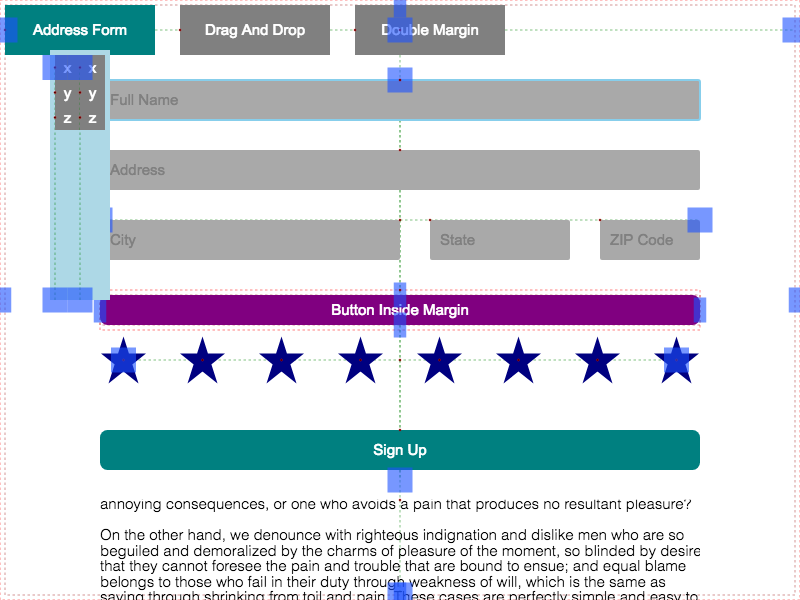 Address Form
Drag And Drop
Double Margin
x x
y y
z z
Full Name
Address
City
State
ZIP Code
Button Inside Margin
Sign Up
annoying consequences, or one who avoids a pain that produces no resultant pleasure?
On the other hand, we denounce with righteous indignation and dislike men who are so
beguiled and demoralized by the charms of pleasure of the moment, so blinded by desire
that they cannot foresee the pain and trouble that are bound to ensue; and equal blame
belongs to those who fail in their duty through weakness of will, which is the same as
saying through shrinking from toil and pain. These cases are perfectly simple and easy to